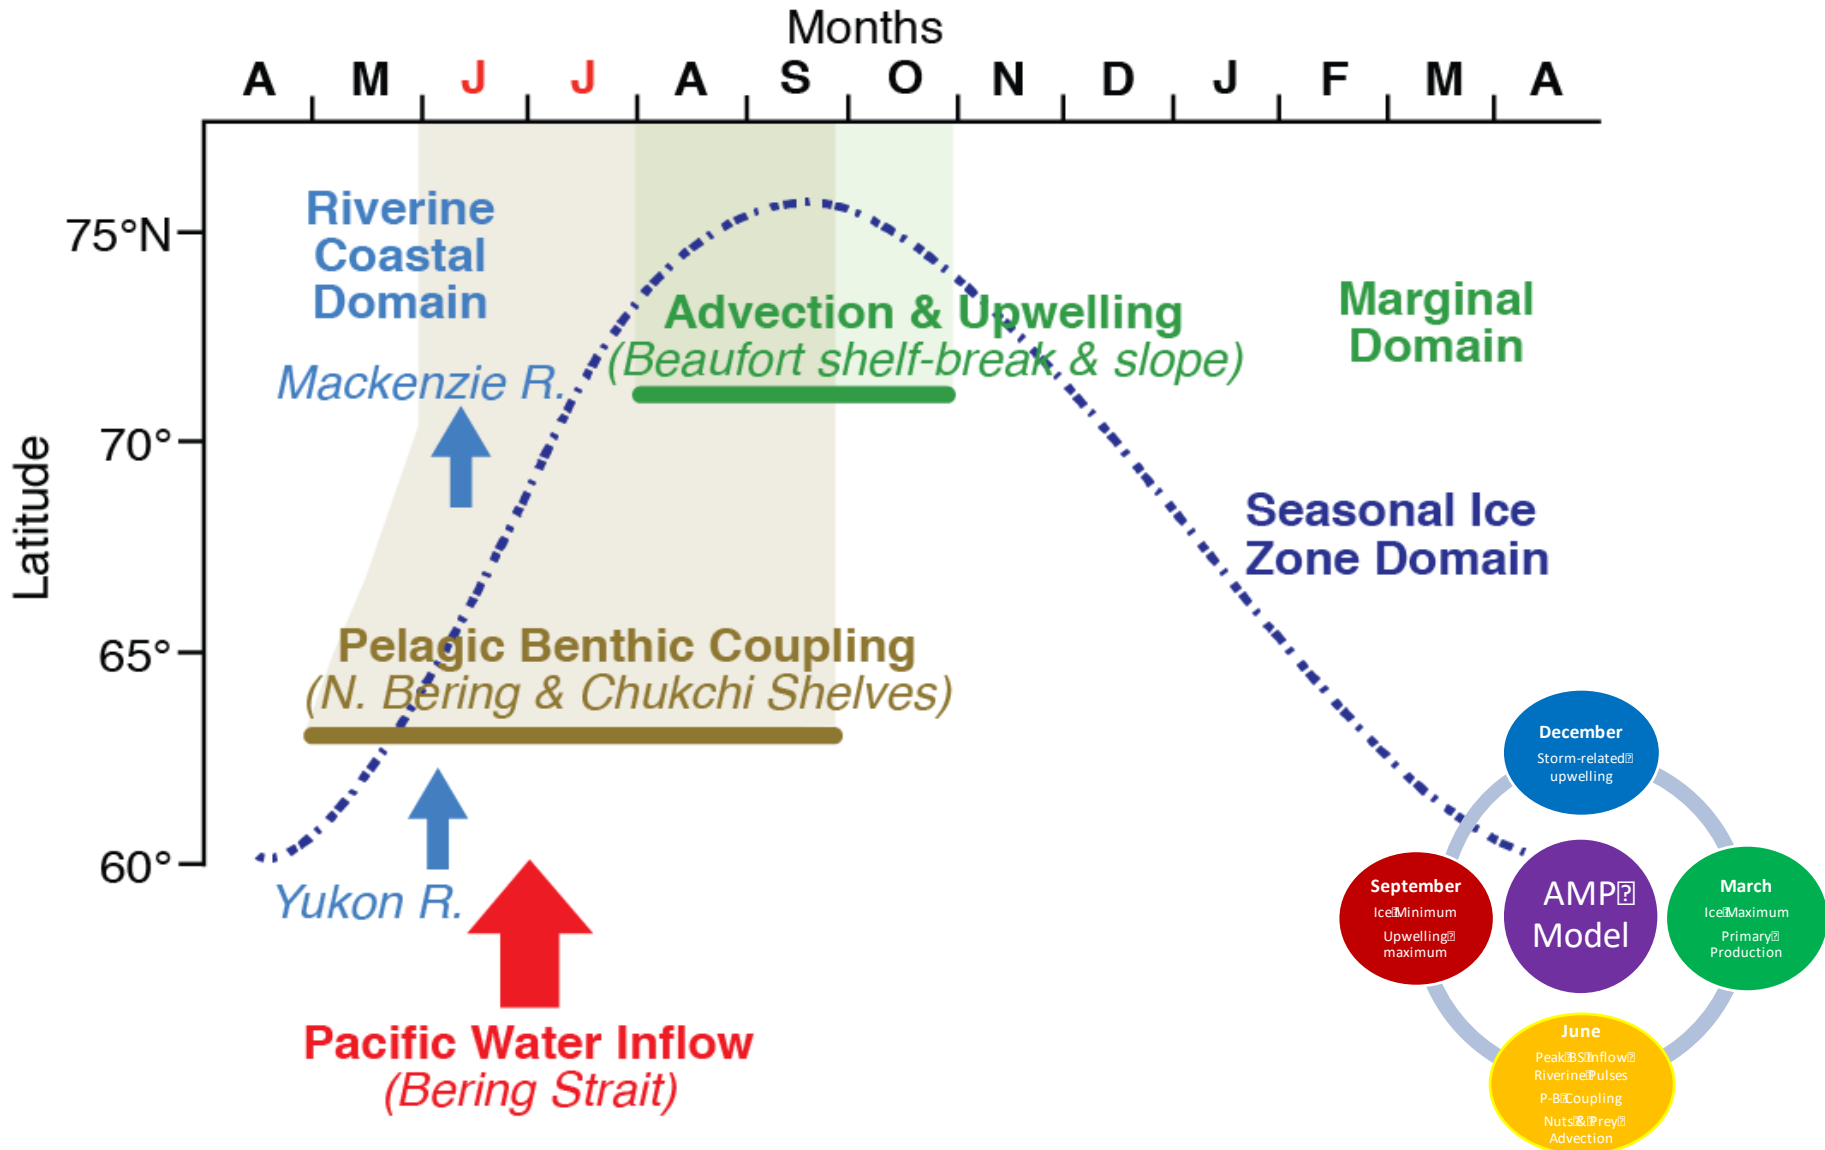 Months
A M J J A S O N D J F M A
75°N
70°
65°
60°
Latitude
Riverine
Coastal
Domain
Mackenzie R.
Advection & Upwelling
(Beaufort shelf-break & slope)
Marginal
Domain
Seasonal Ice
Zone Domain
Pelagic Benthic Coupling
(N. Bering & Chukchi Shelves)
Yukon R.
Pacific Water Inflow
(Bering Strait)
December
Storm-related
upwelling
September
Ice Minimum
Upwelling
maximum
AMP
Model
March
Ice Maximum
Primary
Production
June
Peak BS Inflow
Riverine Pulses
P-B Coupling
Nuts & Prey
Advection